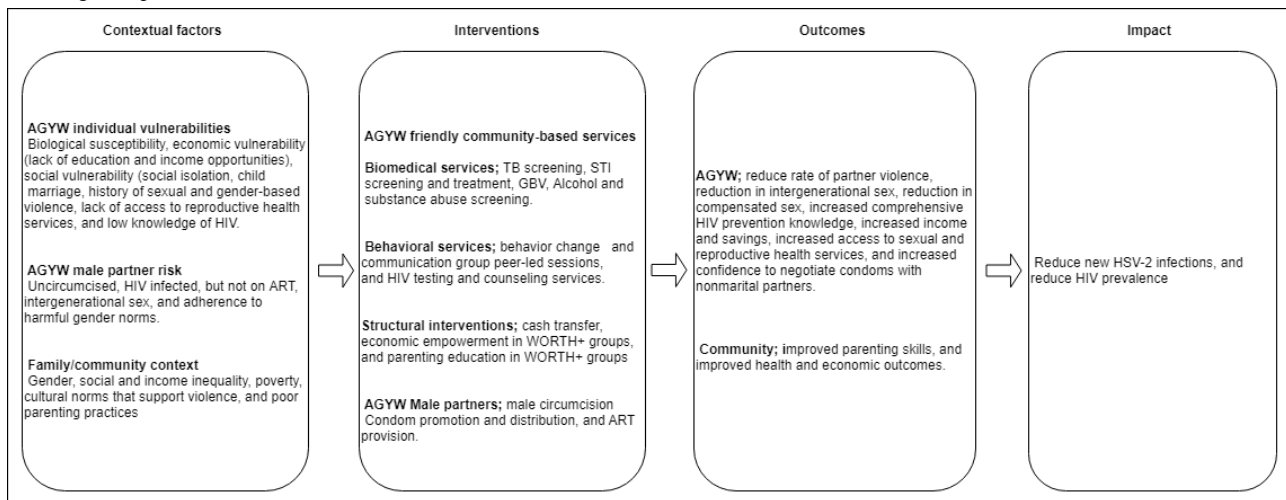 Contextual factors
AGYW individual vulnerabilities
Biological susceptibility, economic vulnerability
(lack of education and income opportunities),
social vulnerability (social isolation, child
marriage, history of sexual and gender-based
violence, lack of access to reproductive health
services, and low knowledge of HIV.
AGYW male partner risk
Uncircumcised, HIV infected, but not on ART,
intergenerational sex, and adherence to
harmful gender norms.
Family/community context
Gender, social and income inequality, poverty,
cultural norms that support violence, and poor
parenting practices
Interventions
AGYW friendly community-based services
Biomedical services; TB screening, STI
screening and treatment, GBV, Alcohol and
substance abuse screening.
Behavioral services; behavior change and
communication group peer-led sessions,
and HIV testing and counseling services.
Structural interventions; cash transfer,
economic empowerment in WORTH+ groups,
and parenting education in WORTH+ groups
AGYW Male partners; male circumcision
Condom promotion and distribution, and ART
provision.
Outcomes
AGYW; reduce rate of partner violence,
reduction in intergenerational sex, reduction in
compensated sex, increased comprehensive
HIV prevention knowledge, increased income
and savings, increased access to sexual and
reproductive health services, and increased
confidence to negotiate condoms with
nonmarital partners.
Community; improved parenting skills, and
improved health and economic outcomes.
Impact
Reduce new HSV-2 infections, and
reduce HIV prevalence